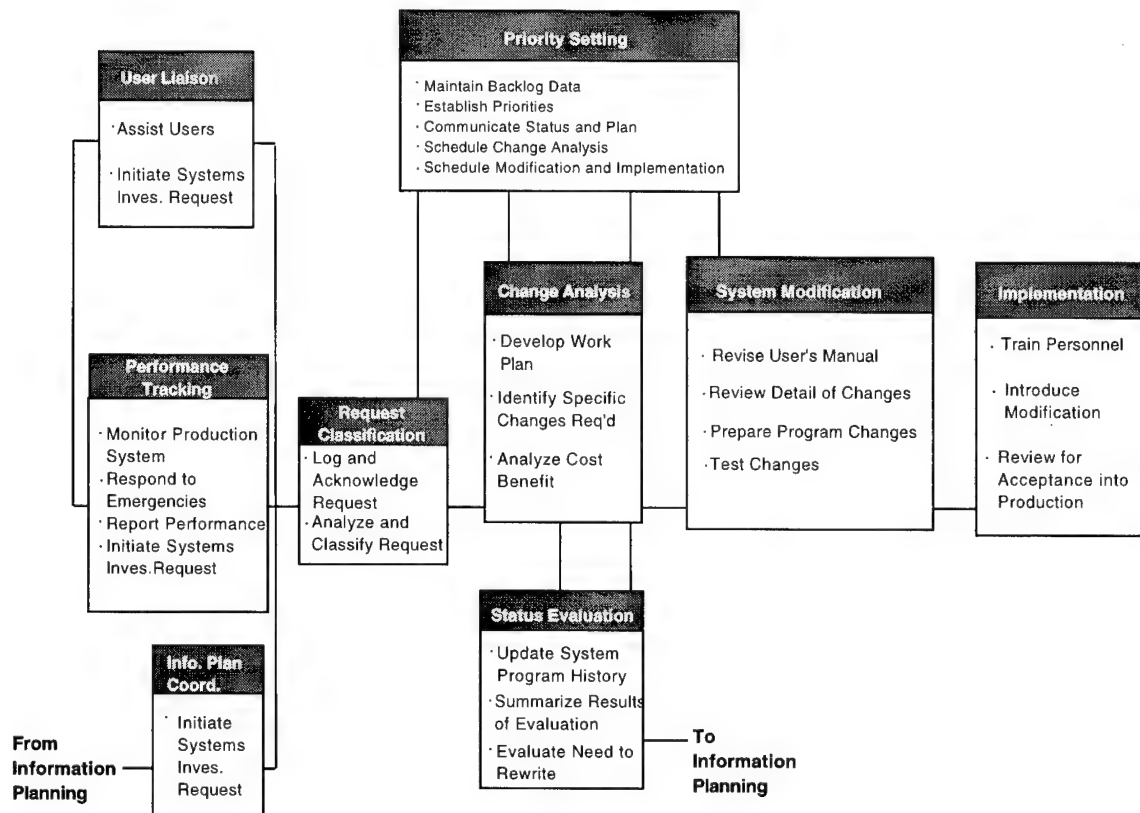 Priority Setting
· Maintain Backlog Data
· Establish Priorities
· Communicate Status and Plan
· Schedule Change Analysis
· Schedule Modification and Implementation
User Liaison
· Assist Users
· Initiate Systems
Inves. Request
Performance
Tracking
· Monitor Production
System
· Respond to
Emergencies
· Report Performance
· Initiate Systems
Inves.Request
Info. Plan
Coord.
· Initiate
Systems
Inves.
Request
From
Information
Planning
Request
Classification
· Log and
Acknowledge
Request
· Analyze and
Classify Request
Change Analysis
· Develop Work
Plan
· Identify Specific
Changes Req'd
· Analyze Cost
Benefit
Status Evaluation
· Update System
Program History
· Summarize Results
of Evaluation
· Evaluate Need to
Rewrite
To
Information
Planning
System Modification
· Revise User's Manual
· Review Detail of Changes
· Prepare Program Changes
· Test Changes
Implementation
· Train Personnel
· Introduce
Modification
· Review for
Acceptance into
Production